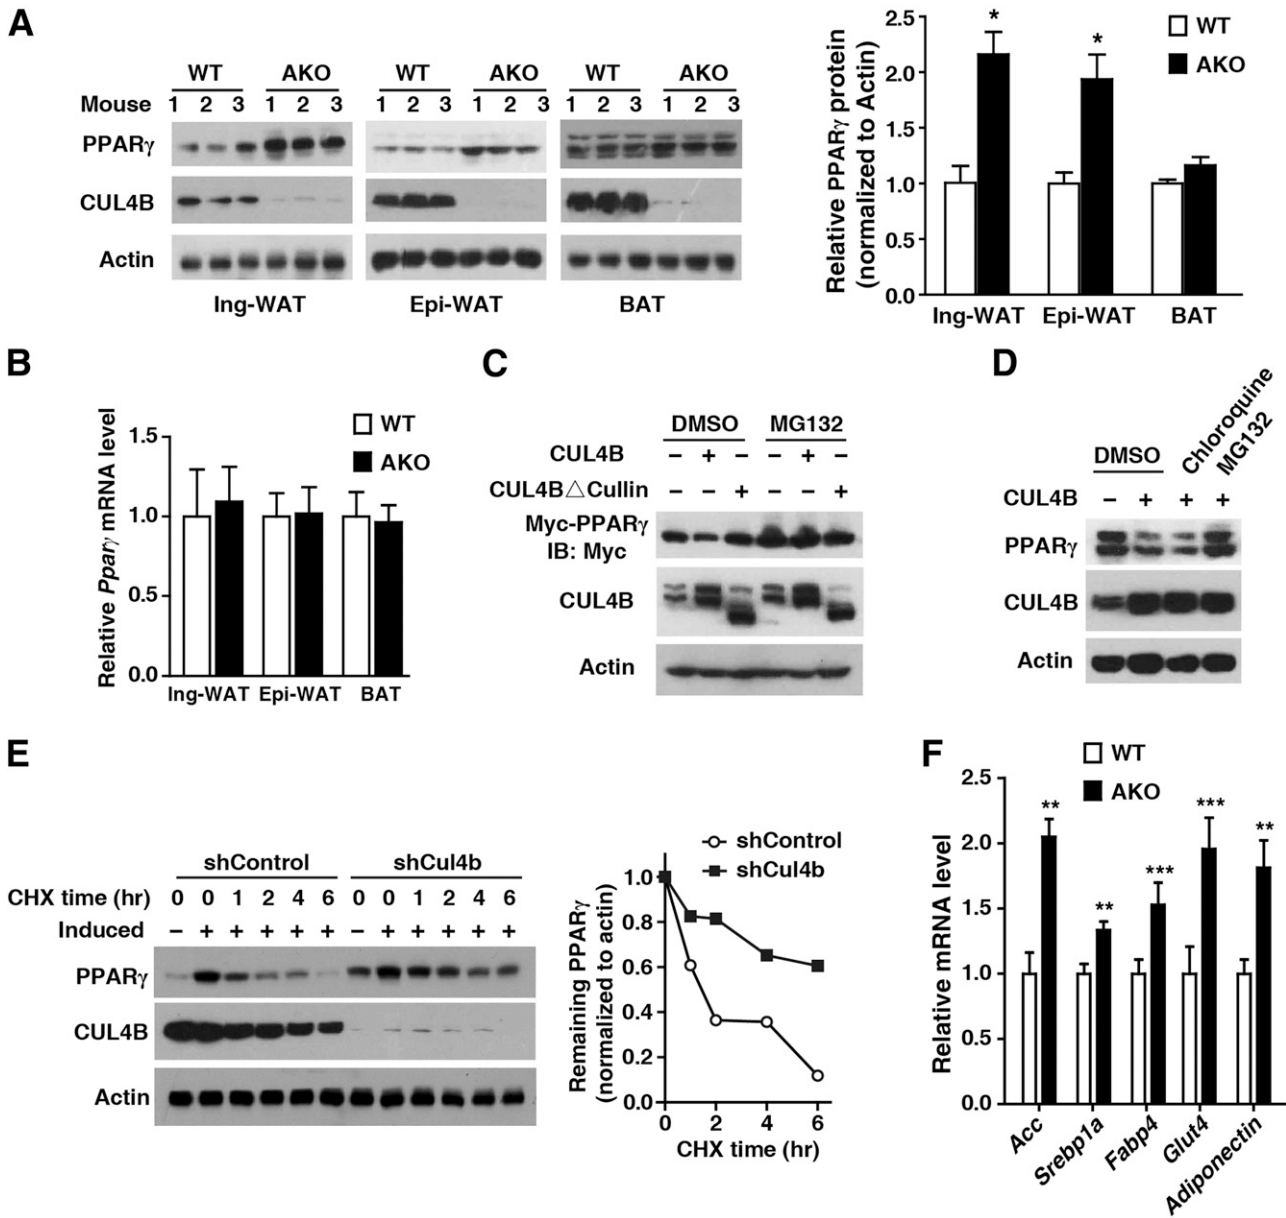 A
WT AKO WT AKO WT AKO
Mouse 1 2 3 1 2 3 1 2 3 1 2 3 1 2 3 1 2 3
PPARγ
CUL4B
Actin
Ing-WAT Epi-WAT BAT
Relative PPARγ protein
(normalized to Actin)
2.5
2.0
1.5
1.0
0.5
0.0
* *
WT
AKO
Ing-WAT Epi-WAT BAT
B
Relative Pparγ mRNA level
1.5
1.0
0.5
0.0
WT
AKO
Ing-WAT Epi-WAT BAT
C
DMSO MG132
CUL4B – + – – + –
CUL4B△Cullin – – + – – +
Myc-PPARγ
IB: Myc
CUL4B
Actin
D
DMSO Chloroquine MG132
CUL4B – + + +
PPARγ
CUL4B
Actin
E
shControl shCul4b
CHX time (hr) 0 0 1 2 4 6 0 0 1 2 4 6
Induced – + + + + + – + + + + +
PPARγ
CUL4B
Actin
shControl
shCul4b
Remaining PPARγ
(normalized to actin)
1.0
0.8
0.6
0.4
0.2
0.0
0 2 4 6
CHX time (hr)
F
WT
AKO
Relative mRNA level
2.5
2.0
1.5
1.0
0.5
0.0
** ** *** *** **
Acc Srebp1a Fabp4 Glut4 Adiponectin